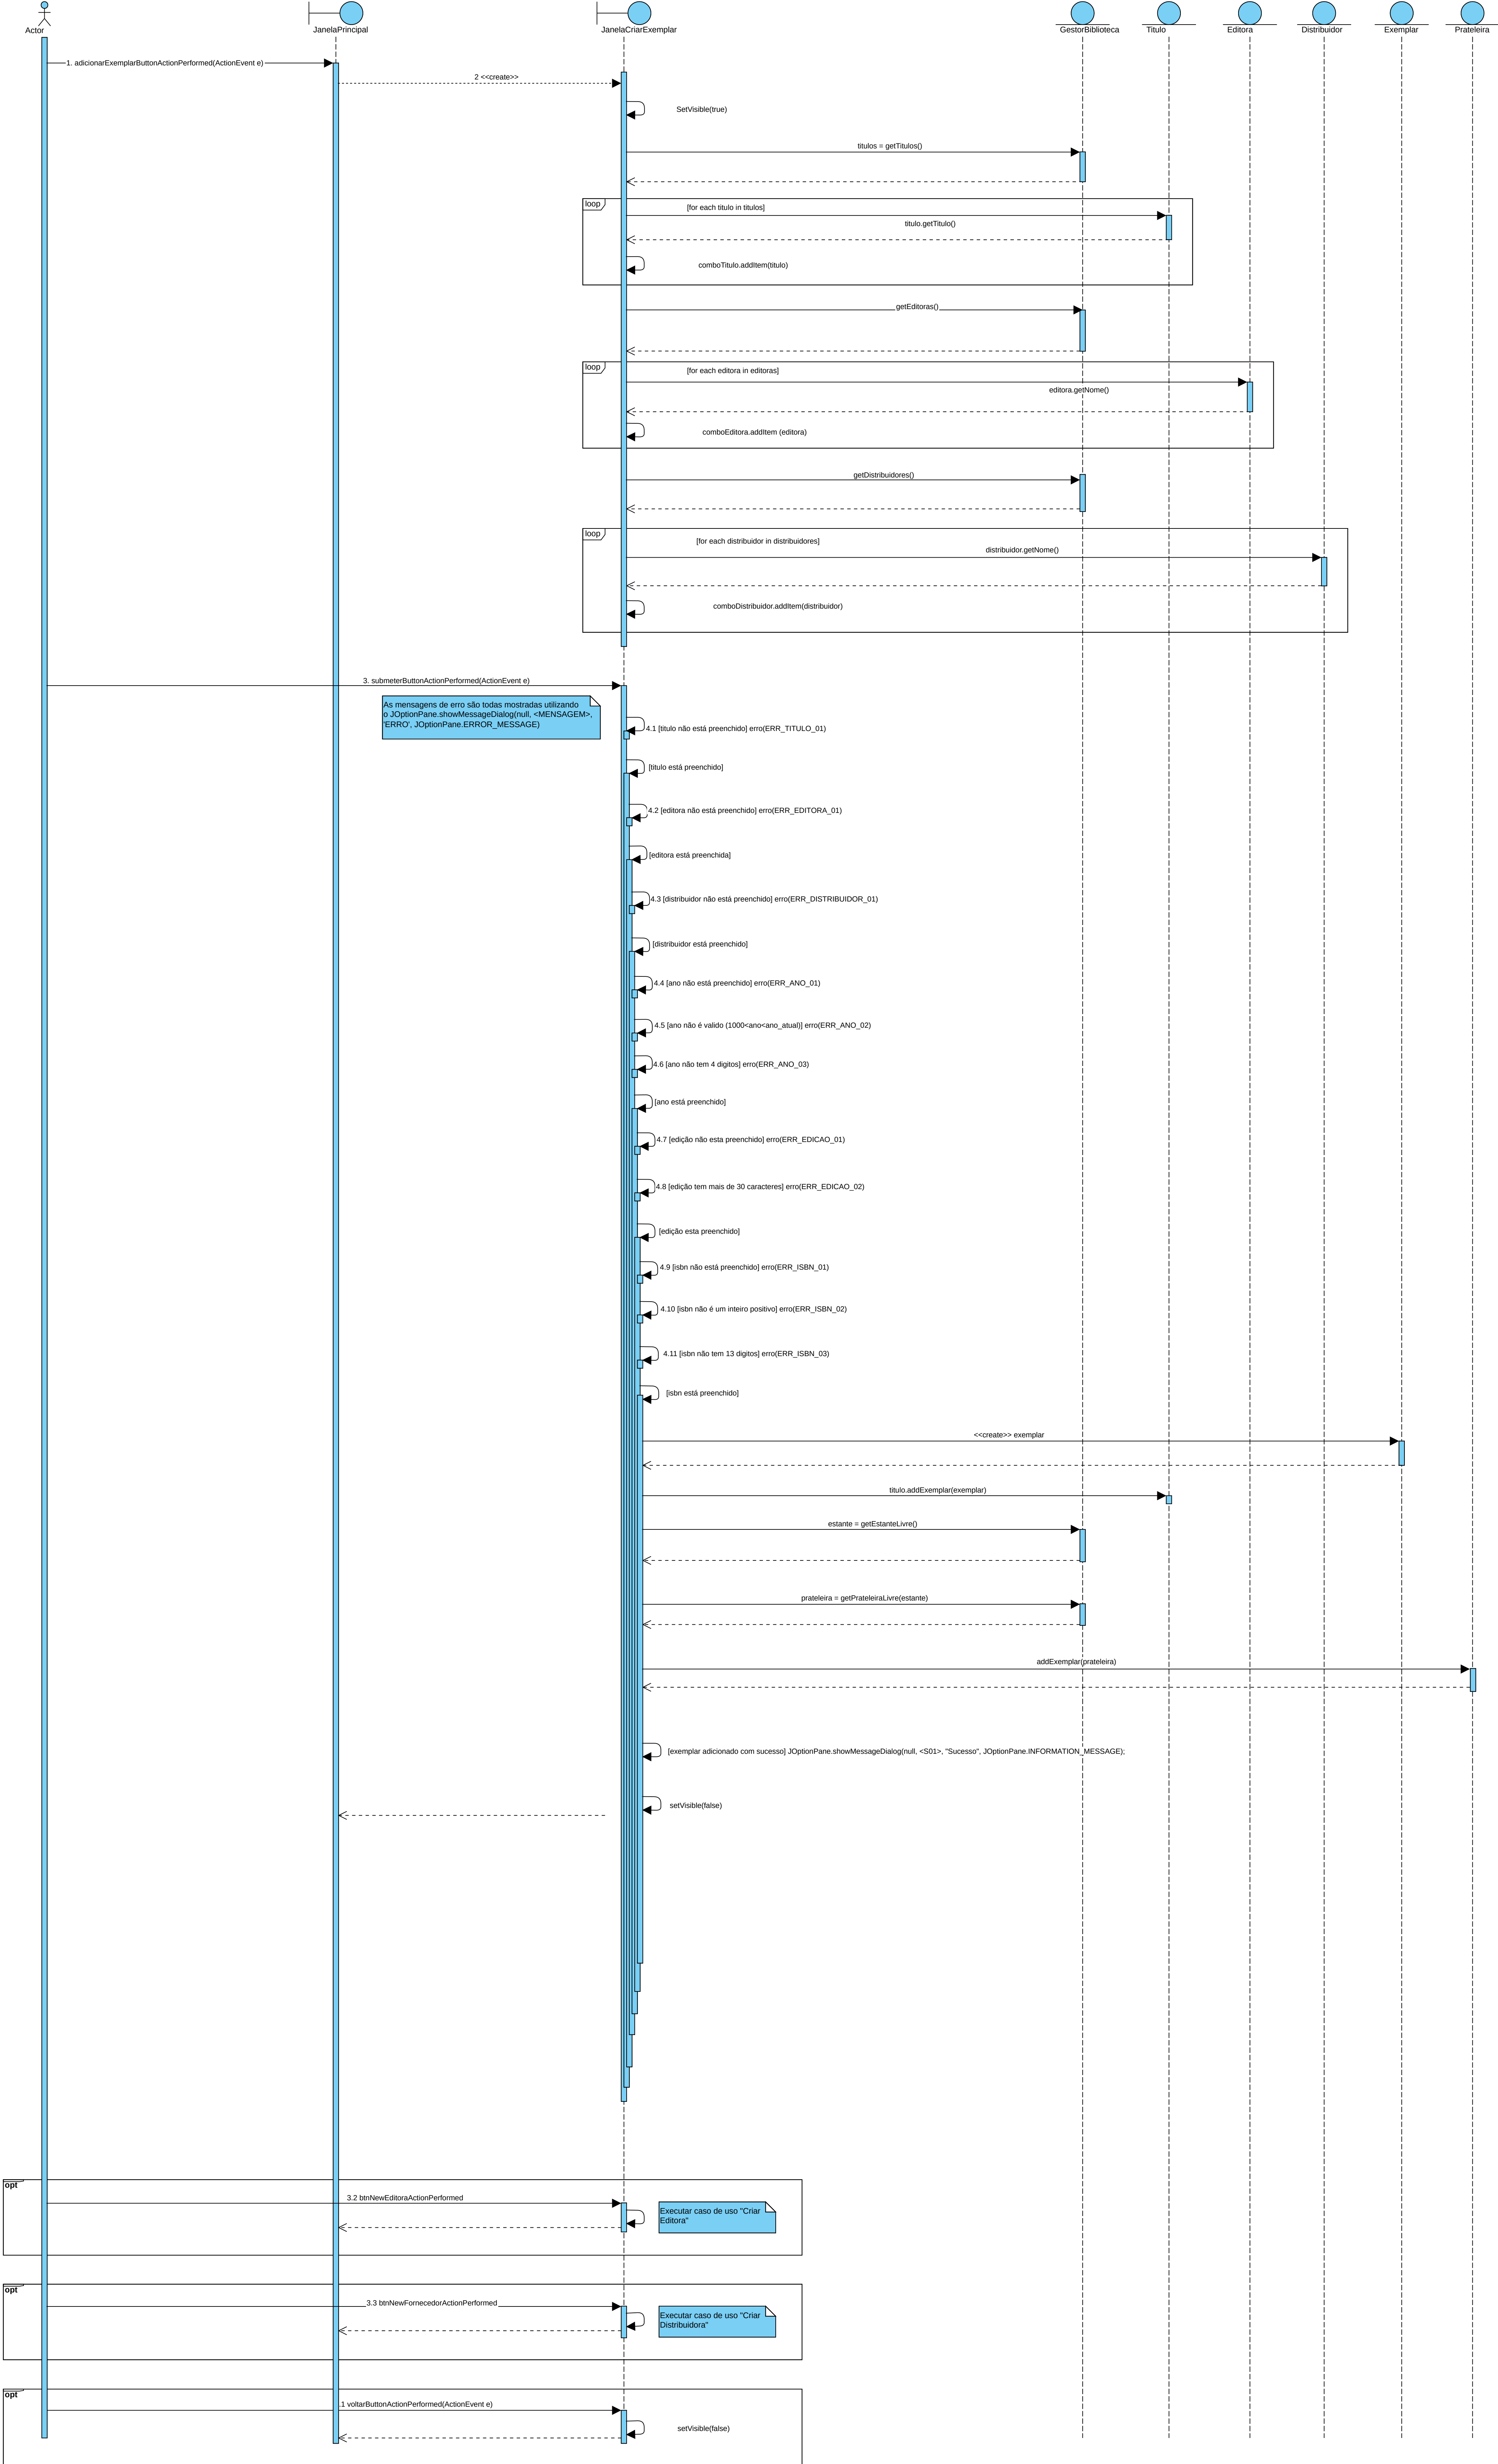 Actor
JanelaPrincipal
JanelaCriarExemplar
GestorBiblioteca
Titulo
Editora
Distribuidor
Exemplar
Prateleira
1. adicionarExemplarButtonActionPerformed(ActionEvent e)
2 <<create>>
SetVisible(true)
titulos = getTitulos()
loop
[for each titulo in titulos]
titulo.getTitulo()
comboTitulo.addItem(titulo)
getEditoras()
loop
[for each editora in editoras]
editora.getNome()
comboEditora.addItem (editora)
getDistribuidores()
loop
[for each distribuidor in distribuidores]
distribuidor.getNome()
comboDistribuidor.addItem(distribuidor)
3. submeterButtonActionPerformed(ActionEvent e)
As mensagens de erro são todas mostradas utilizando
o JOptionPane.showMessageDialog(null, <MENSAGEM>,
'ERRO', JOptionPane.ERROR_MESSAGE)
4.1 [titulo não está preenchido] erro(ERR_TITULO_01)
[titulo está preenchido]
4.2 [editora não está preenchido] erro(ERR_EDITORA_01)
[editora está preenchida]
4.3 [distribuidor não está preenchido] erro(ERR_DISTRIBUIDOR_01)
[distribuidor está preenchido]
4.4 [ano não está preenchido] erro(ERR_ANO_01)
4.5 [ano não é valido (1000<ano<ano_atual)] erro(ERR_ANO_02)
4.6 [ano não tem 4 digitos] erro(ERR_ANO_03)
[ano está preenchido]
4.7 [edição não esta preenchido] erro(ERR_EDICAO_01)
4.8 [edição tem mais de 30 caracteres] erro(ERR_EDICAO_02)
[edição esta preenchido]
4.9 [isbn não está preenchido] erro(ERR_ISBN_01)
4.10 [isbn não é um inteiro positivo] erro(ERR_ISBN_02)
4.11 [isbn não tem 13 digitos] erro(ERR_ISBN_03)
[isbn está preenchido]
<<create>> exemplar
titulo.addExemplar(exemplar)
estante = getEstanteLivre()
prateleira = getPrateleiraLivre(estante)
addExemplar(prateleira)
[exemplar adicionado com sucesso] JOptionPane.showMessageDialog(null, <S01>, "Sucesso", JOptionPane.INFORMATION_MESSAGE);
setVisible(false)
opt
3.2 btnNewEditoraActionPerformed
Executar caso de uso "Criar
Editora"
opt
3.3 btnNewFornecedorActionPerformed
Executar caso de uso "Criar
Distribuidora"
opt
.1 voltarButtonActionPerformed(ActionEvent e)
setVisible(false)